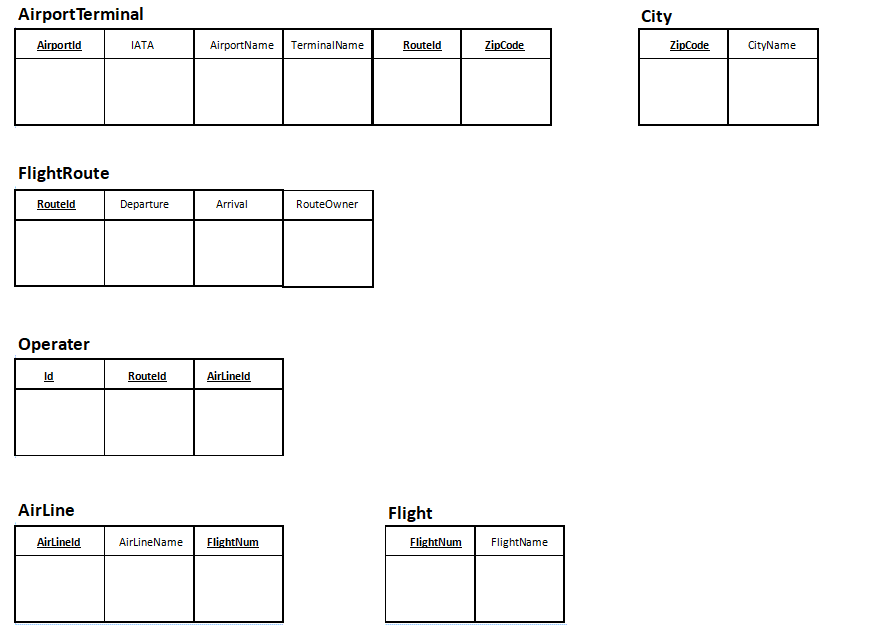 AirportTerminal
AirportId IATA AirportName TerminalName RouteId ZipCode
City
ZipCode CityName
FlightRoute
RouteId Departure Arrival RouteOwner
Operater
Id RouteId AirLineId
AirLine
AirLineId AirLineName FlightNum
Flight
FlightNum FlightName